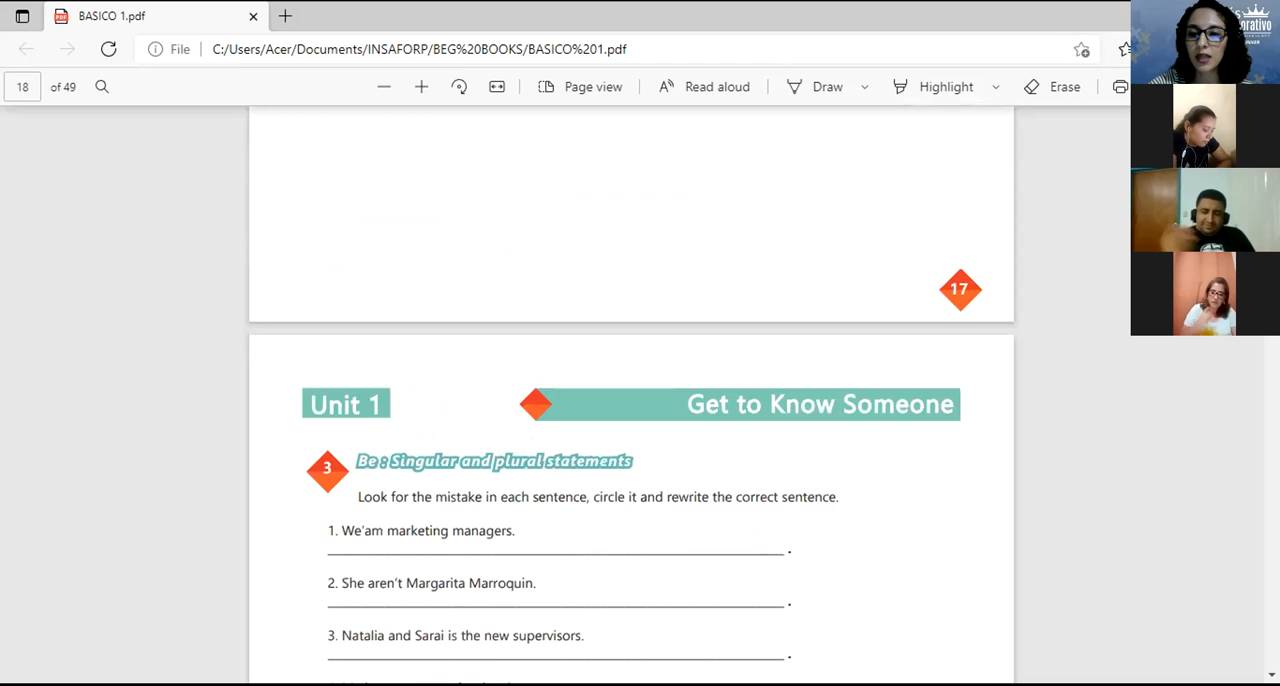 BASICO 1.pdf
File C:/Users/Acer/Documents/INSAFORP/BEG%20BOOKS/BASICO%201.pdf
18 of 49 Page view Read aloud Draw Highlight Erase
17
Unit 1 Get to Know Someone
3 Be : Singular and plural statements
Look for the mistake in each sentence, circle it and rewrite the correct sentence.
1. We'am marketing managers.
.
2. She aren't Margarita Marroquin.
.
3. Natalia and Sarai is the new supervisors.
.